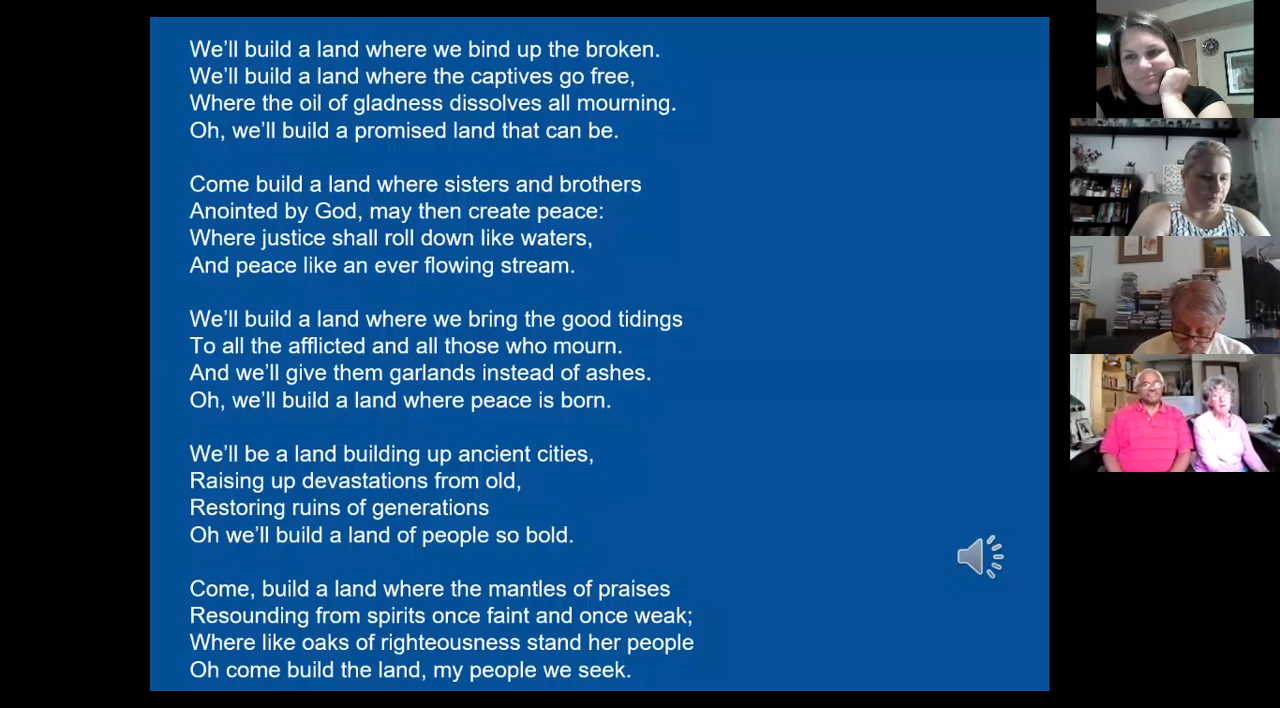 We'll build a land where we bind up the broken.
We'll build a land where the captives go free,
Where the oil of gladness dissolves all mourning.
Oh, we'll build a promised land that can be.
Come build a land where sisters and brothers
Anointed by God, may then create peace:
Where justice shall roll down like waters,
And peace like an ever flowing stream.
We'll build a land where we bring the good tidings
To all the afflicted and all those who mourn.
And we'll give them garlands instead of ashes.
Oh, we'll build a land where peace is born.
We'll be a land building up ancient cities,
Raising up devastations from old,
Restoring ruins of generations
Oh we'll build a land of people so bold.
Come, build a land where the mantles of praises
Resounding from spirits once faint and once weak;
Where like oaks of righteousness stand her people
Oh come build the land, my people we seek.